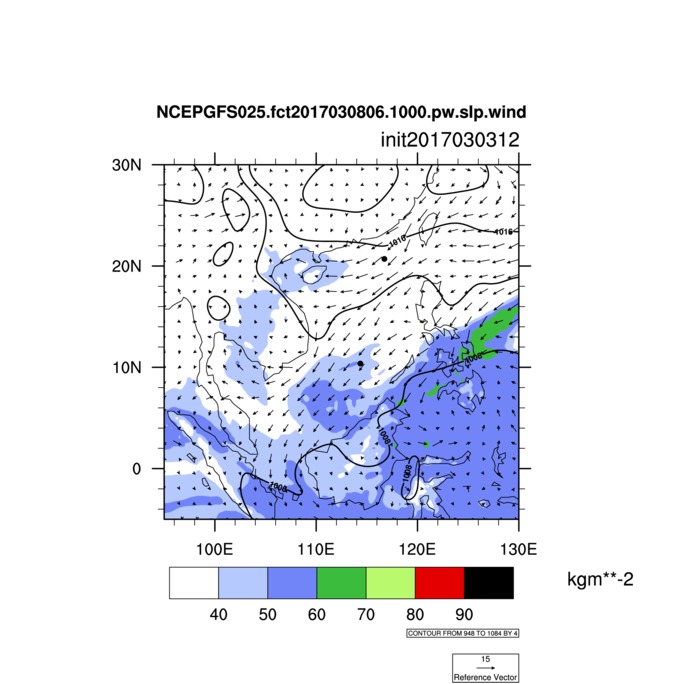 NCEPGFS025.fct2017030806.1000.pw.slp.wind
init2017030312
30N
20N
10N
0
1016
1016
1008
1008
1008
1008
100E 110E 120E 130E
kgm**-2
40 50 60 70 80 90
CONTOUR FROM 948 TO 1084 BY 4
15
Reference Vector